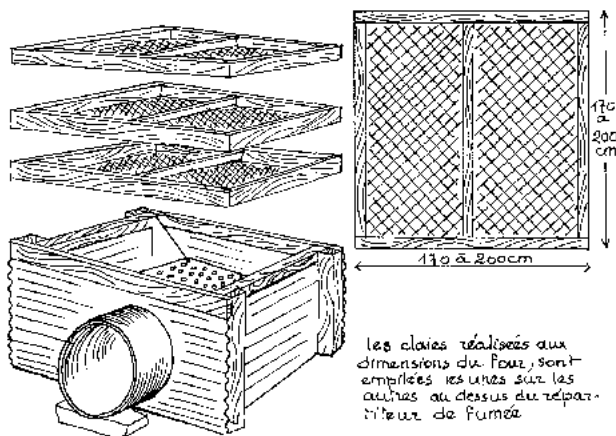 170
à
200
cm
170 à 200cm
les claies réalisées aux
dimensions du four, sont
empilées les unes sur les
autres au dessus du répar-
titeur de fumée